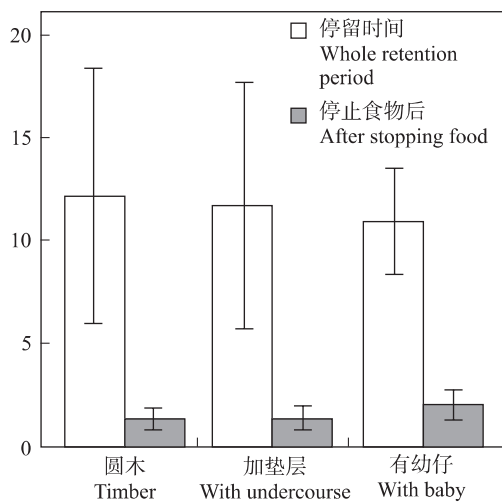 20
停留时间
Whole retention
period
停止食物后
After stopping food
15
10
5
0
圆木
Timber
加垫层
With undercourse
有幼仔
With baby